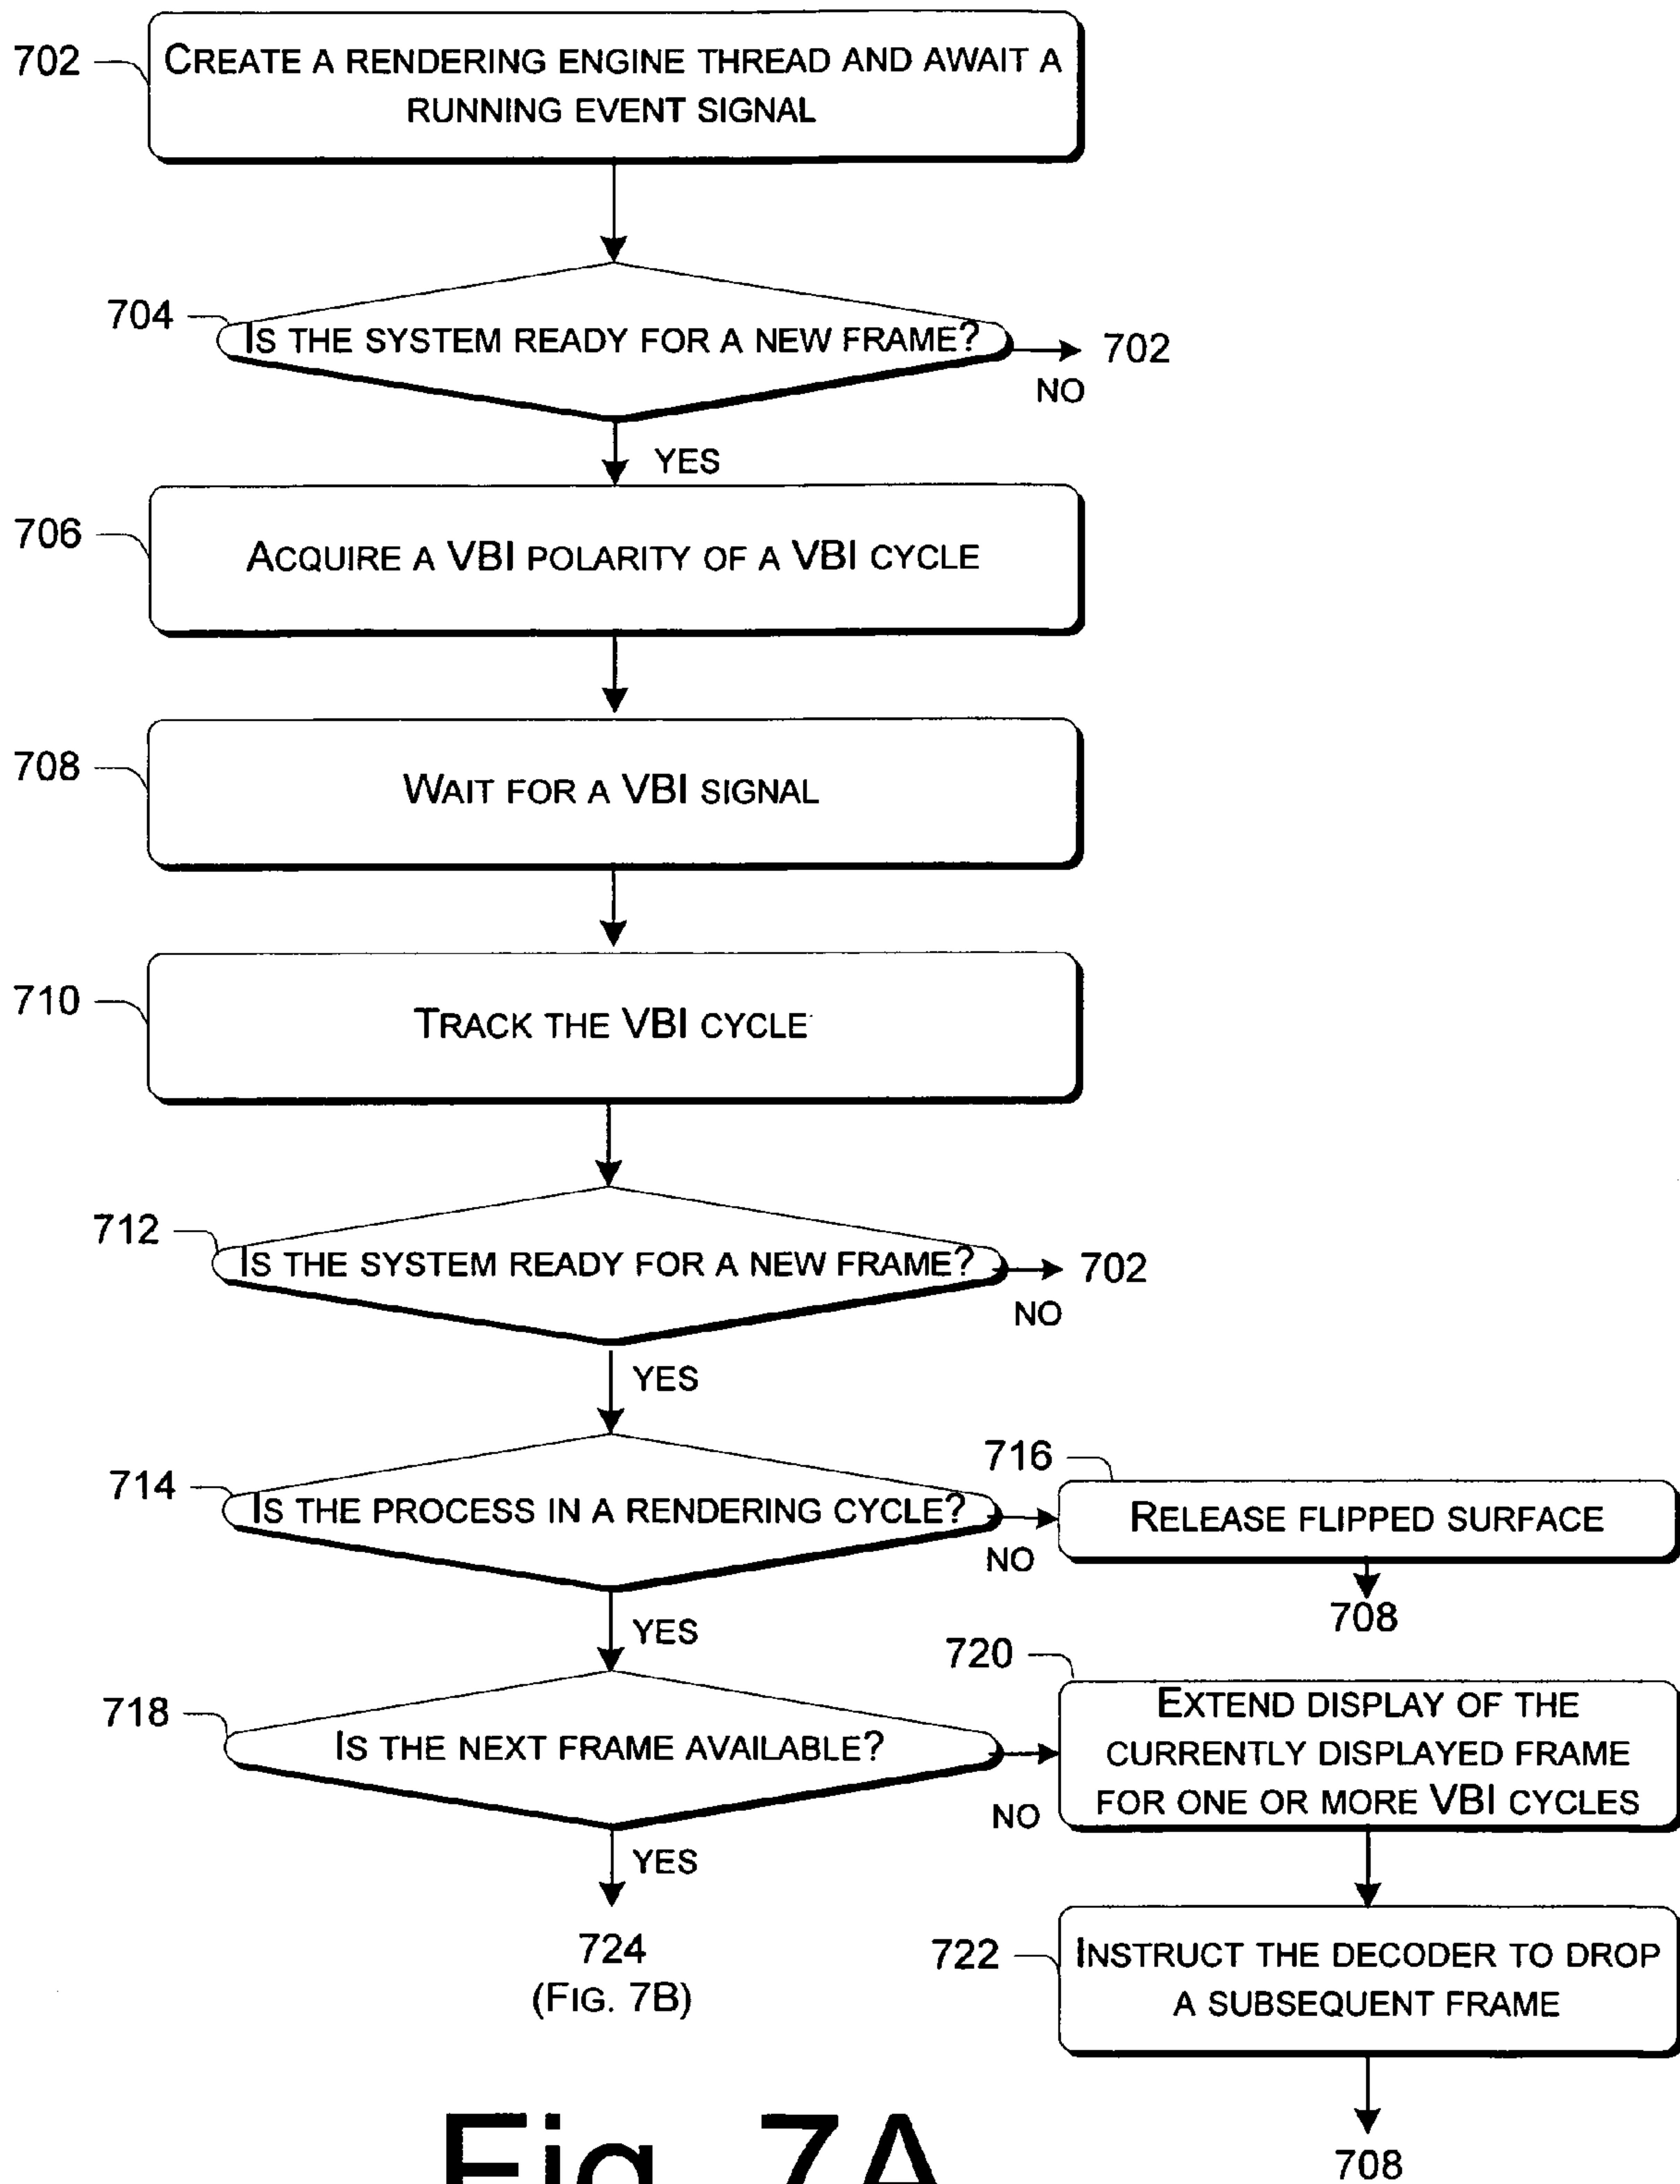 702
CREATE A RENDERING ENGINE THREAD AND AWAIT A
RUNNING EVENT SIGNAL
704
IS THE SYSTEM READY FOR A NEW FRAME?
702
NO
YES
706
ACQUIRE A VBI POLARITY OF A VBI CYCLE
708
WAIT FOR A VBI SIGNAL
710
TRACK THE VBI CYCLE
712
IS THE SYSTEM READY FOR A NEW FRAME?
702
NO
YES
714
IS THE PROCESS IN A RENDERING CYCLE?
NO
716
RELEASE FLIPPED SURFACE
708
YES
718
IS THE NEXT FRAME AVAILABLE?
NO
720
EXTEND DISPLAY OF THE
CURRENTLY DISPLAYED FRAME
FOR ONE OR MORE VBI CYCLES
YES
724
(FIG. 7B)
722
INSTRUCT THE DECODER TO DROP
A SUBSEQUENT FRAME
708
Fig. 7A